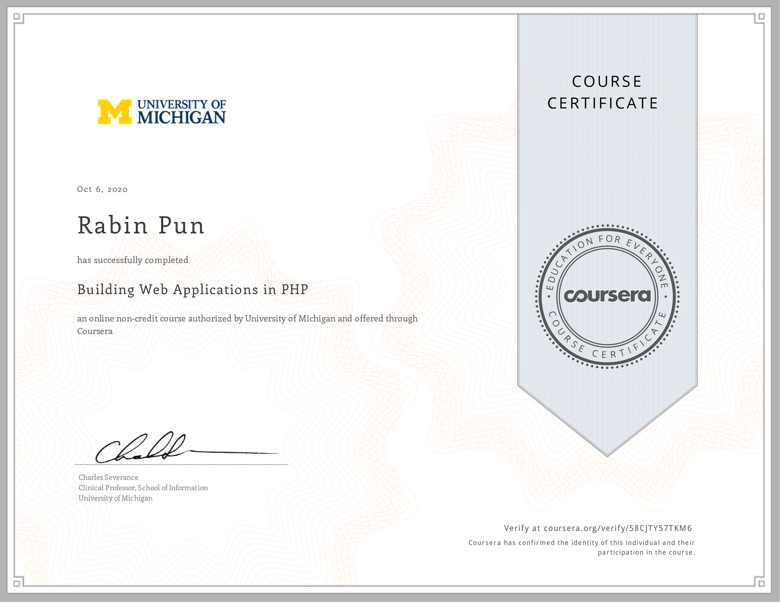 UNIVERSITY OF
MICHIGAN
COURSE
CERTIFICATE
Oct 6, 2020
Rabin Pun
has successfully completed
Building Web Applications in PHP
an online non-credit course authorized by University of Michigan and offered through
Coursera
EDUCATION FOR EVERYONE
coursera
COURSE CERTIFICATE
Charles Severance
Clinical Professor, School of Information
University of Michigan
Verify at coursera.org/verify/58CJTY57TKM6
Coursera has confirmed the identity of this individual and their
participation in the course.